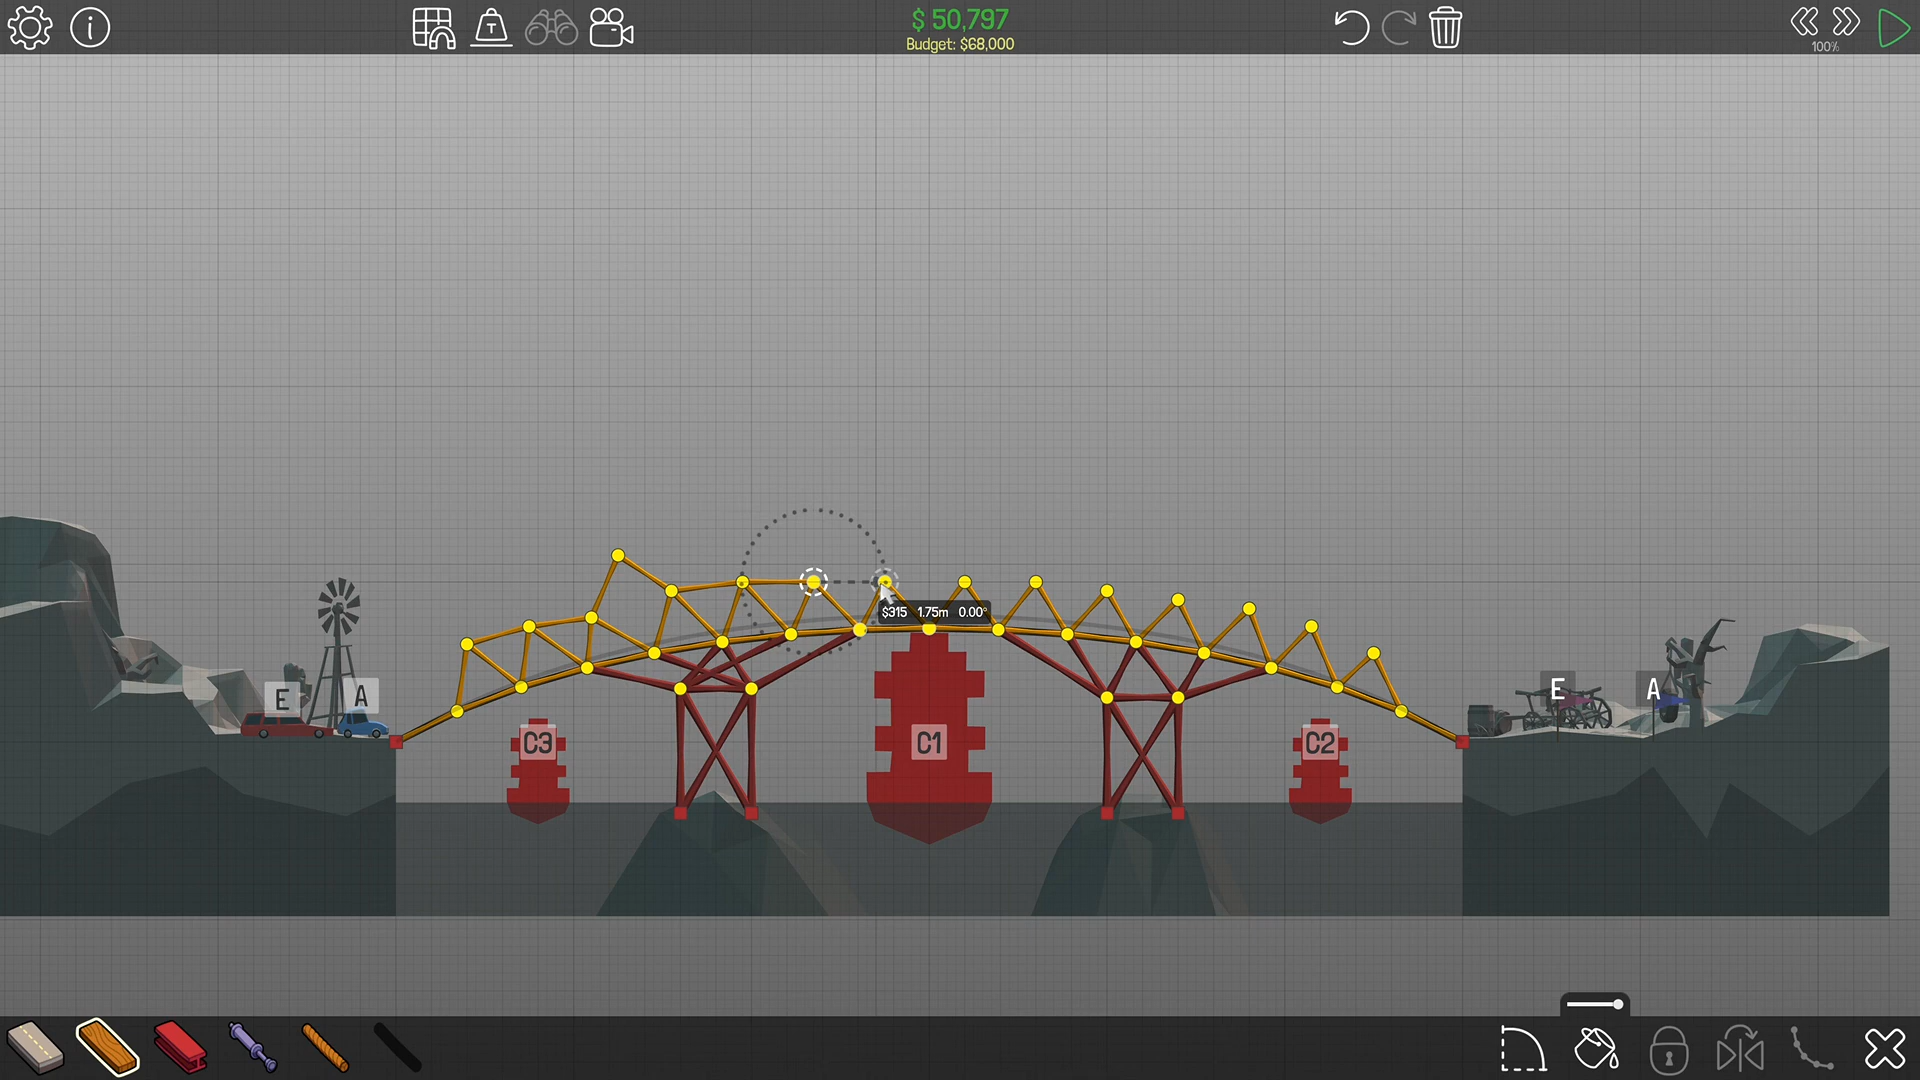 $ 50,797
Budget: $68,000
100%
T
i
$315 1.75m 0.00°
E
A
E
A
C3
C1
C2